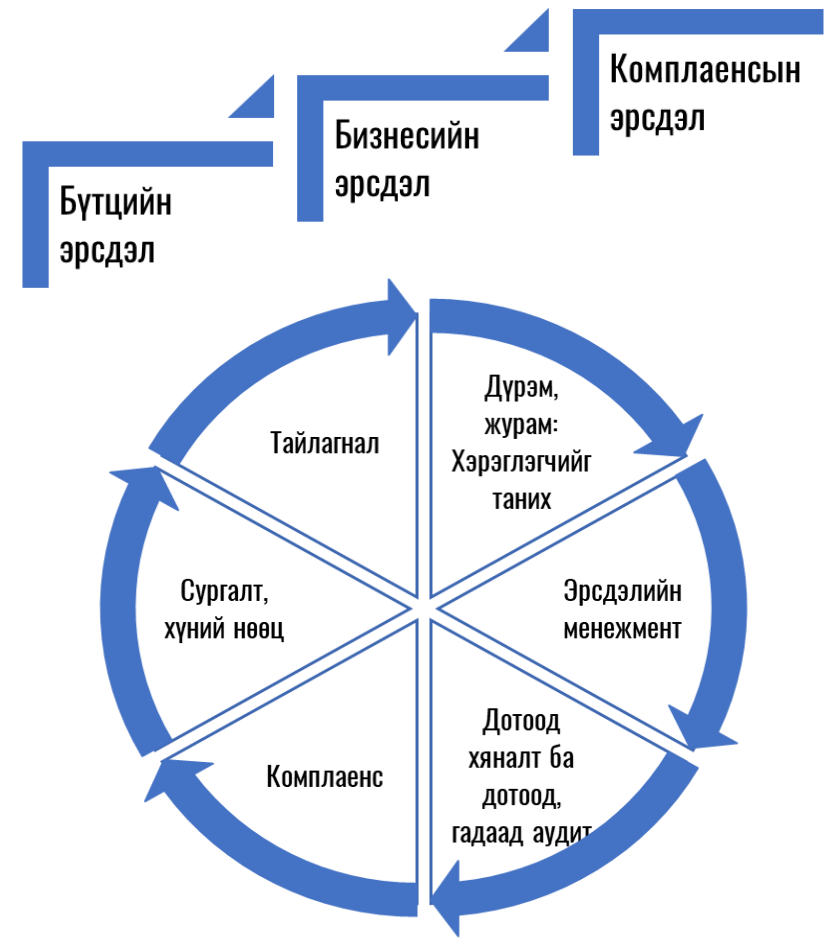 Комплаенсын
эрсдэл
Бизнесийн
эрсдэл
Бүтцийн
эрсдэл
Дүрэм,
журам:
Хэрэглэгчийг
таних
Тайлагнал
Эрсдэлийн
менежмент
Сургалт,
хүний нөөц
Дотоод
хяналт ба
дотоод,
гадаад аудит
Комплаенс